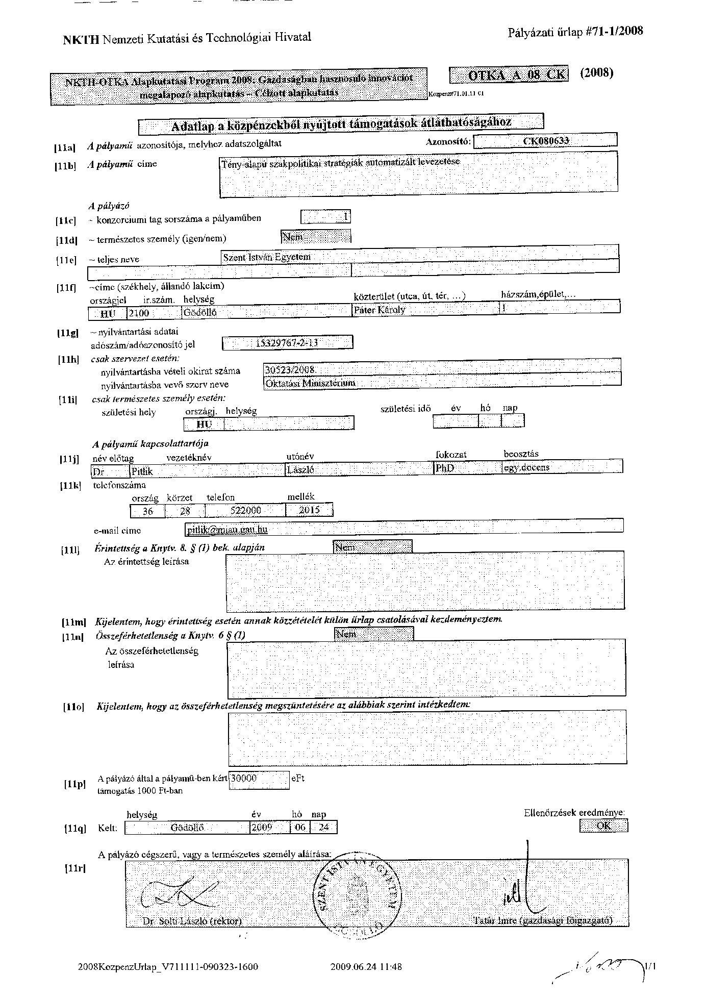 NKTH Nemzeti Kutatási és Technológiai Hivatal
Pályázati űrlap #71-1/2008
NKTH-OTKA Alapkutatási Program 2008. Gazdaságban hasznosuló innovációt
megalapozó alapkutatás – Célzott alapkutatás
OTKA_A_08_CK (2008)
Kozpenz#71.01.11 01
Adatlap a közpénzekből nyújtott támogatások átláthatóságához
[11a] A pályamű azonosítója, melyhez adatszolgáltat Azonosító: CK080633
[11b] A pályamű címe Tény-alapú szakpolitikai stratégiák automatizált levezetése
A pályázó
[11c] ~ konzorciumi tag sorszáma a pályaműben 1
[11d] ~ természetes személy (igen/nem) Nem
[11e] ~ teljes neve Szent István Egyetem
[11f] ~címe (székhely, állandó lakcím)
országjel ir.szám. helység közterület (utca, út, tér, ...) házszám,épület,...
HU 2100 Gödöllő Páter Károly 1
[11g] ~ nyilvántartási adatai
adószám/adóazonosító jel 15329767-2-13
[11h] csak szervezet esetén:
nyilvántartásba vételi okirat száma 30523/2008.
nyilvántartásba vevő szerv neve Oktatási Minisztérium
[11i] csak természetes személy esetén:
születési hely országj. helység születési idő év hó nap
HU
A pályamű kapcsolattartója
[11j] név előtag vezetéknév utónév fokozat beosztás
Dr Pitlik László PhD egy.docens
[11k] telefonszáma
ország körzet telefon mellék
36 28 522000 2015
e-mail címe pitlik@miau.gau.hu
[11l] Érintettség a Knytv. 8. § (1) bek. alapján Nem
Az érintettség leírása
[11m] Kijelentem, hogy érintettség esetén annak közzétételét külön űrlap csatolásával kezdeményeztem.
[11n] Összeférhetetlenség a Knytv. 6 § (1) Nem
Az összeférhetetlenség
leírása
[11o] Kijelentem, hogy az összeférhetetlenség megszüntetésére az alábbiak szerint intézkedtem:
[11p] A pályázó által a pályamű-ben kért 30000 eFt
támogatás 1000 Ft-ban
helység év hó nap Ellenőrzések eredménye:
[11q] Kelt: Gödöllő 2009 06 24 OK
A pályázó cégszerű, vagy a természetes személy aláírása:
[11r]
SZENT ISTVÁN EGYETEM
GÖDÖLLŐ
Dr. Solti László (rektor) Tatár Imre (gazdasági főigazgató)
2008KozpenzUrlap_V711111-090323-1600 2009.06.24 11:48 1/1